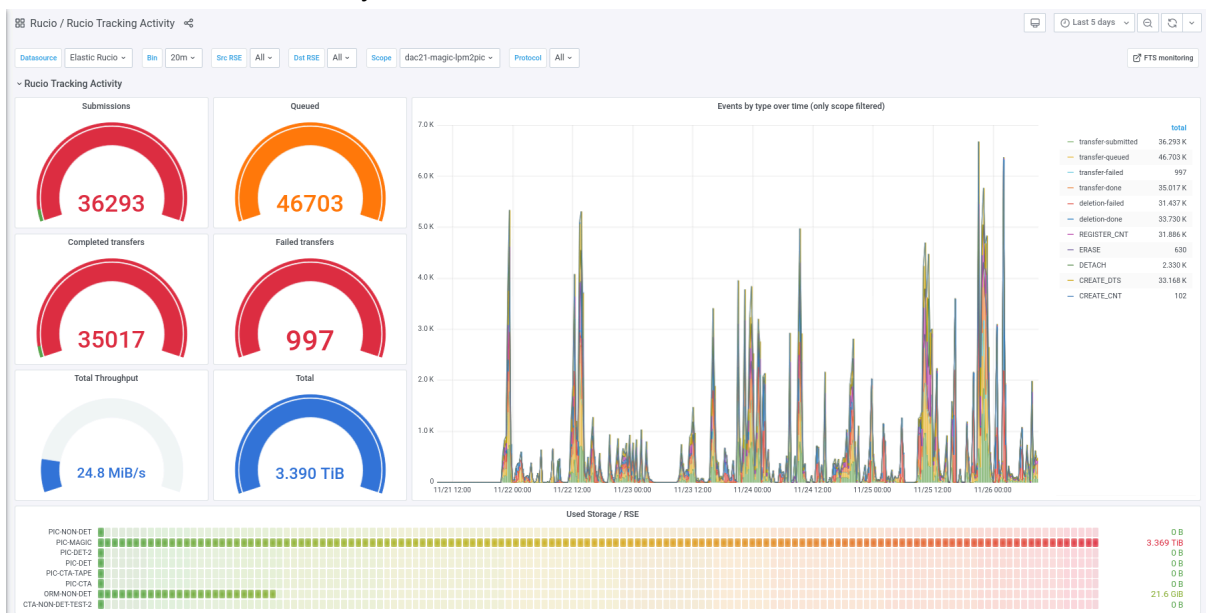 Rucio / Rucio Tracking Activity
Last 5 days
Datasource Elastic Rucio Bin 20m Src RSE All Dst RSE All Scope dac21-magic-lpm2pic Protocol All FTS monitoring
Rucio Tracking Activity
Submissions
36293
Queued
46703
Completed transfers
35017
Failed transfers
997
Total Throughput
24.8 MiB/s
Total
3.390 TiB
Events by type over time (only scope filtered)
7.0 K
6.0 K
5.0 K
4.0 K
3.0 K
2.0 K
1.0 K
0
11/21 12:00 11/22 00:00 11/22 12:00 11/23 00:00 11/23 12:00 11/24 00:00 11/24 12:00 11/25 00:00 11/25 12:00 11/26 00:00
total
transfer-submitted 36.293 K
transfer-queued 46.703 K
transfer-failed 997
transfer-done 35.017 K
deletion-failed 31.437 K
deletion-done 33.730 K
REGISTER_CNT 31.886 K
ERASE 630
DETACH 2.330 K
CREATE_DTS 33.168 K
CREATE_CNT 102
Used Storage / RSE
PIC-NON-DET 0 B
PIC-MAGIC 3.369 TiB
PIC-DET-2 0 B
PIC-DET 0 B
PIC-CTA-TAPE 0 B
PIC-CTA 0 B
ORM-NON-DET 21.6 GiB
CTA-NON-DET-TEST-2 0 B